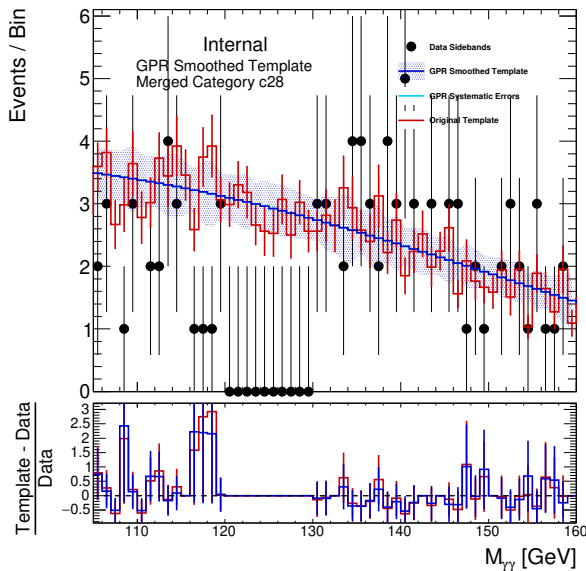 Events / Bin
6
5
4
3
2
1
0
Internal
GPR Smoothed Template
Merged Category c28
Data Sidebands
GPR Smoothed Template
GPR Systematic Errors
Original Template
Template - Data
Data
3
2.5
2
1.5
1
0.5
0
−0.5
110 120 130 140 150 160
Mγγ [GeV]